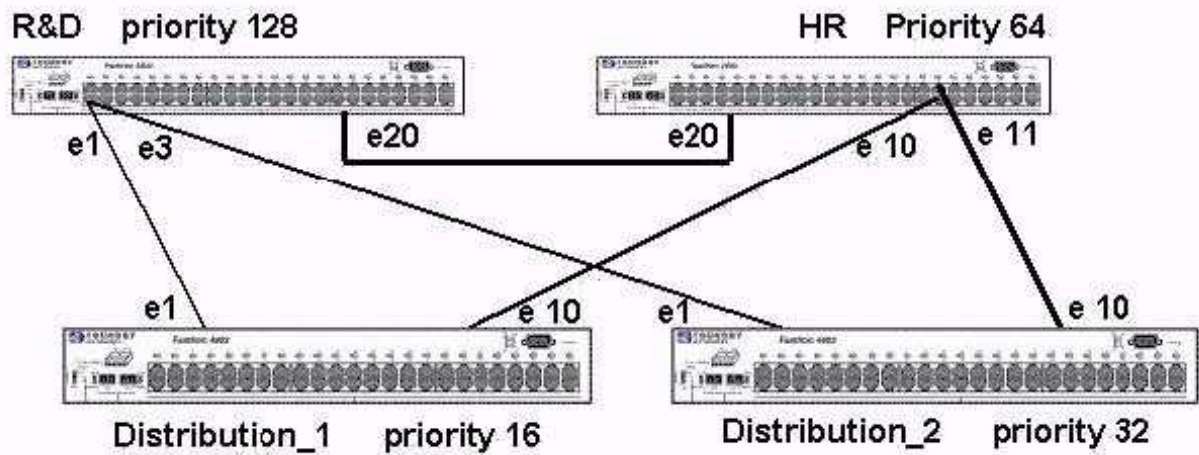 R&D priority 128
HR Priority 64
e1
e3
e20
e20
e 10
e 11
e1
e 10
e1
e 10
Distribution_1 priority 16
Distribution_2 priority 32